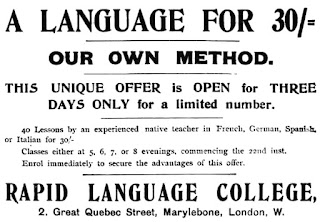 A LANGUAGE FOR 30/=
OUR OWN METHOD.
THIS UNIQUE OFFER is OPEN for THREE
DAYS ONLY for a limited number.
40 Lessons by an experienced native teacher in French, German, Spanish,
or Italian for 30/-
Classes either at 5, 6, 7, or 8 evenings, commencing the 22nd inst.
Enrol immediately to secure the advantages of this offer.
RAPID LANGUAGE COLLEGE,
2, Great Quebec Street, Marylebone, London, W.